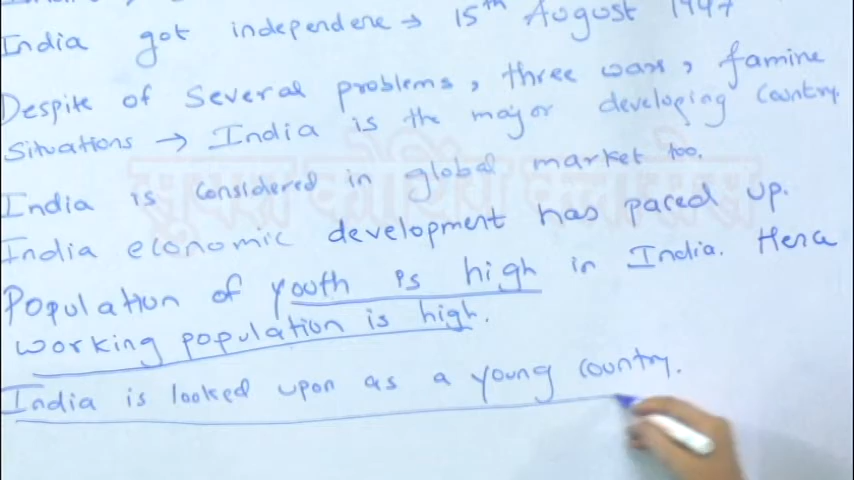 India got independene → 15th August 1947
Despite of several problems, three wars, famine
situations → India is the major developing country.
India is considered in global market too.
India economic development has paced up.
Population of youth is high in India. Hence
working population is high.
India is looked upon as a young country.